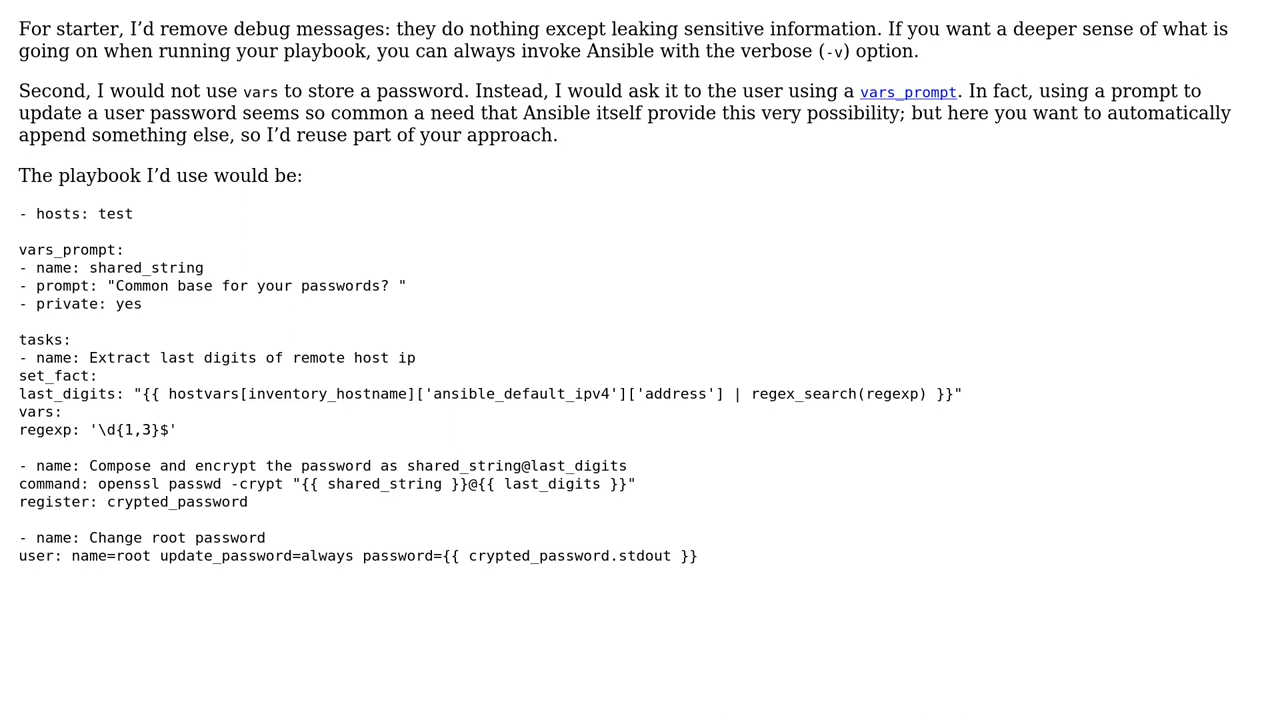 For starter, I’d remove debug messages: they do nothing except leaking sensitive information. If you want a deeper sense of what is
going on when running your playbook, you can always invoke Ansible with the verbose (-v) option.
Second, I would not use vars to store a password. Instead, I would ask it to the user using a vars_prompt. In fact, using a prompt to
update a user password seems so common a need that Ansible itself provide this very possibility; but here you want to automatically
append something else, so I’d reuse part of your approach.
The playbook I’d use would be:
- hosts: test
vars_prompt:
- name: shared_string
- prompt: "Common base for your passwords? "
- private: yes
tasks:
- name: Extract last digits of remote host ip
set_fact:
last_digits: "{{ hostvars[inventory_hostname]['ansible_default_ipv4']['address'] | regex_search(regexp) }}"
vars:
regexp: '\d{1,3}$'
- name: Compose and encrypt the password as shared_string@last_digits
command: openssl passwd -crypt "{{ shared_string }}@{{ last_digits }}"
register: crypted_password
- name: Change root password
user: name=root update_password=always password={{ crypted_password.stdout }}